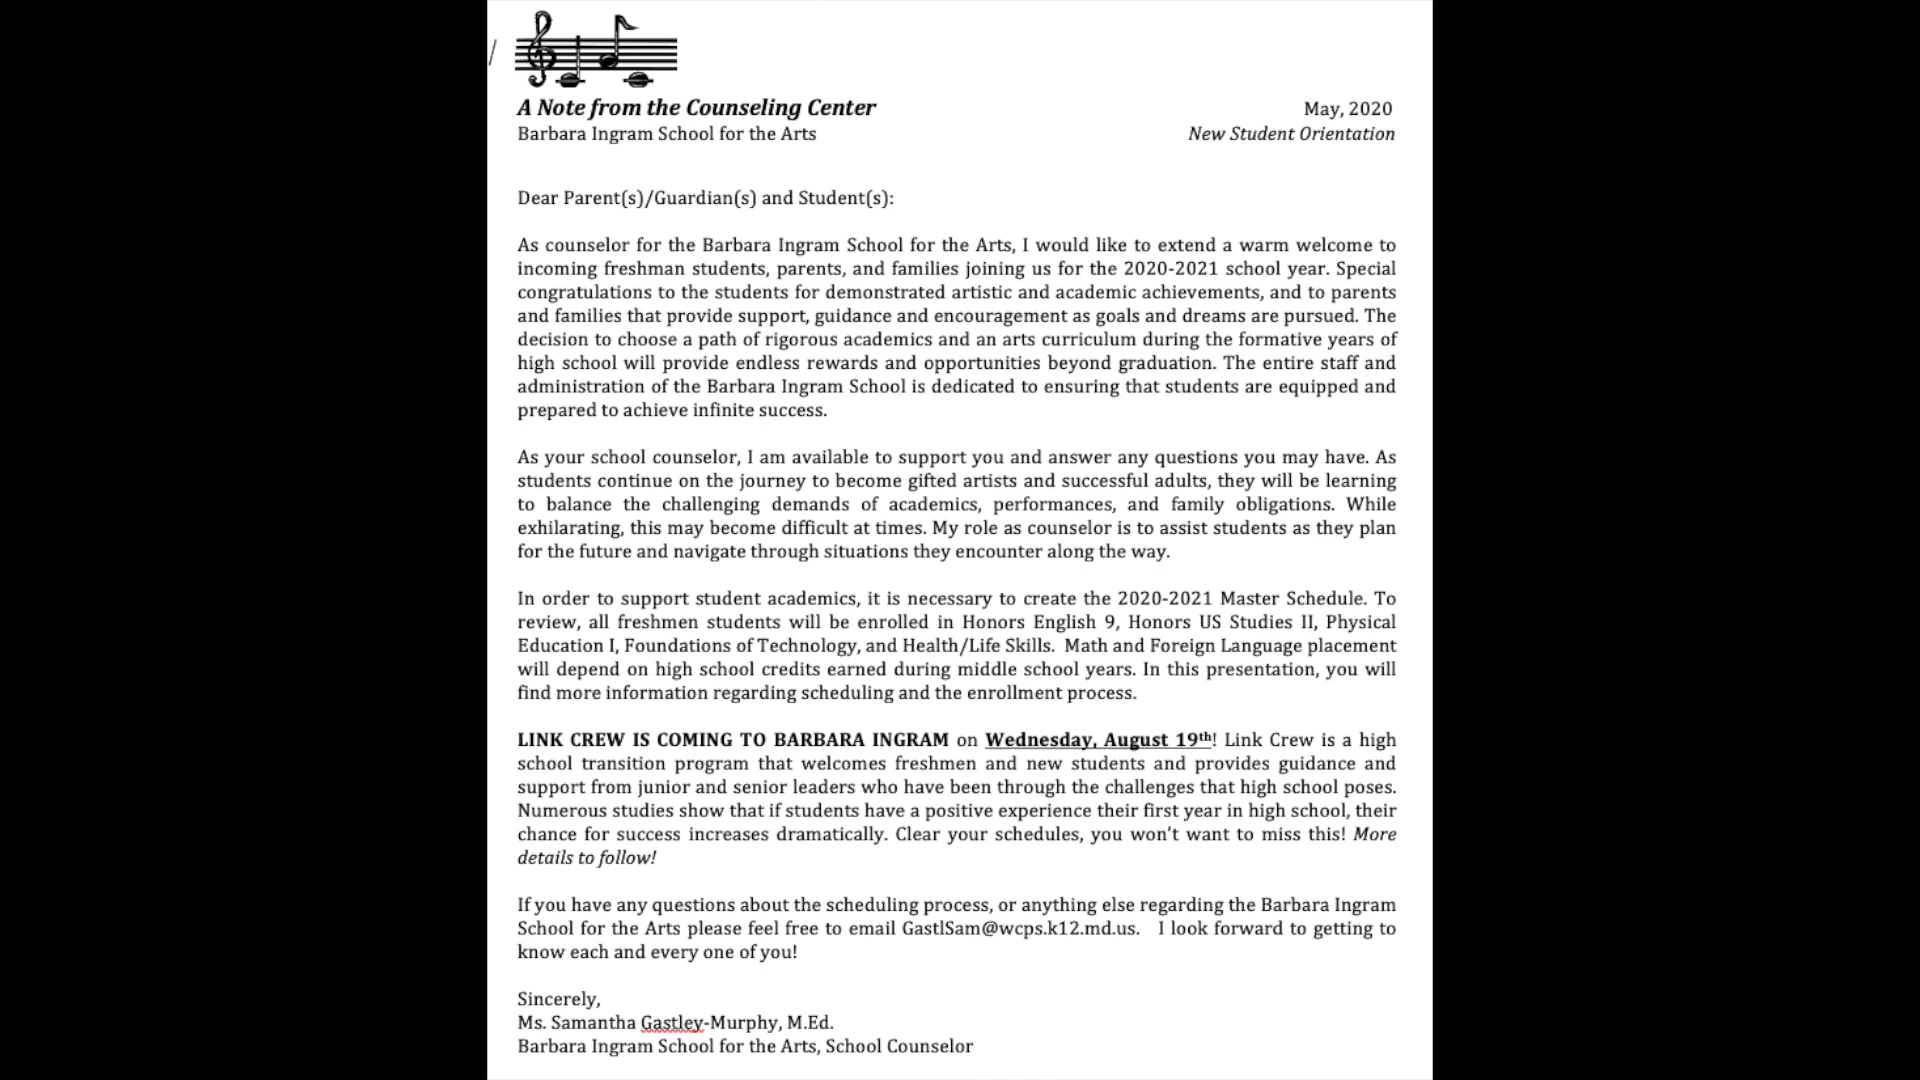 /
A Note from the Counseling Center May, 2020
Barbara Ingram School for the Arts New Student Orientation
Dear Parent(s)/Guardian(s) and Student(s):
As counselor for the Barbara Ingram School for the Arts, I would like to extend a warm welcome to
incoming freshman students, parents, and families joining us for the 2020-2021 school year. Special
congratulations to the students for demonstrated artistic and academic achievements, and to parents
and families that provide support, guidance and encouragement as goals and dreams are pursued. The
decision to choose a path of rigorous academics and an arts curriculum during the formative years of
high school will provide endless rewards and opportunities beyond graduation. The entire staff and
administration of the Barbara Ingram School is dedicated to ensuring that students are equipped and
prepared to achieve infinite success.
As your school counselor, I am available to support you and answer any questions you may have. As
students continue on the journey to become gifted artists and successful adults, they will be learning
to balance the challenging demands of academics, performances, and family obligations. While
exhilarating, this may become difficult at times. My role as counselor is to assist students as they plan
for the future and navigate through situations they encounter along the way.
In order to support student academics, it is necessary to create the 2020-2021 Master Schedule. To
review, all freshmen students will be enrolled in Honors English 9, Honors US Studies II, Physical
Education I, Foundations of Technology, and Health/Life Skills. Math and Foreign Language placement
will depend on high school credits earned during middle school years. In this presentation, you will
find more information regarding scheduling and the enrollment process.
LINK CREW IS COMING TO BARBARA INGRAM on Wednesday, August 19th! Link Crew is a high
school transition program that welcomes freshmen and new students and provides guidance and
support from junior and senior leaders who have been through the challenges that high school poses.
Numerous studies show that if students have a positive experience their first year in high school, their
chance for success increases dramatically. Clear your schedules, you won't want to miss this! More
details to follow!
If you have any questions about the scheduling process, or anything else regarding the Barbara Ingram
School for the Arts please feel free to email GastlSam@wcps.k12.md.us. I look forward to getting to
know each and every one of you!
Sincerely,
Ms. Samantha Gastley-Murphy, M.Ed.
Barbara Ingram School for the Arts, School Counselor